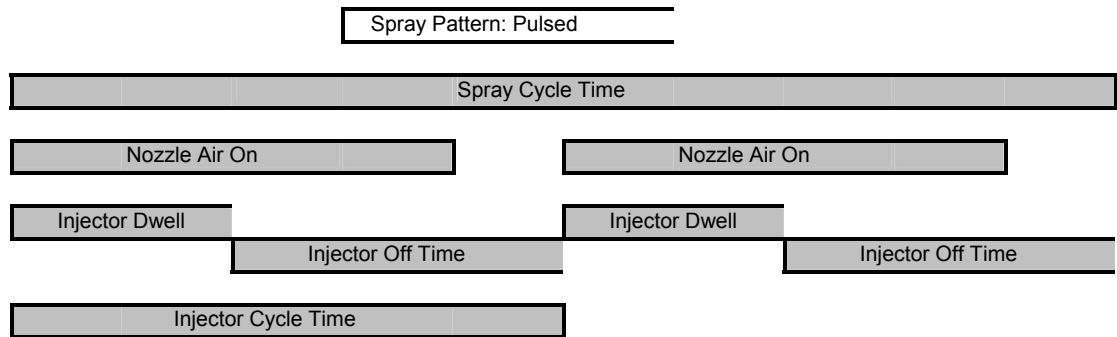 Spray Pattern: Pulsed
Spray Cycle Time
Nozzle Air On Nozzle Air On
Injector Dwell Injector Dwell
Injector Off Time Injector Off Time
Injector Cycle Time